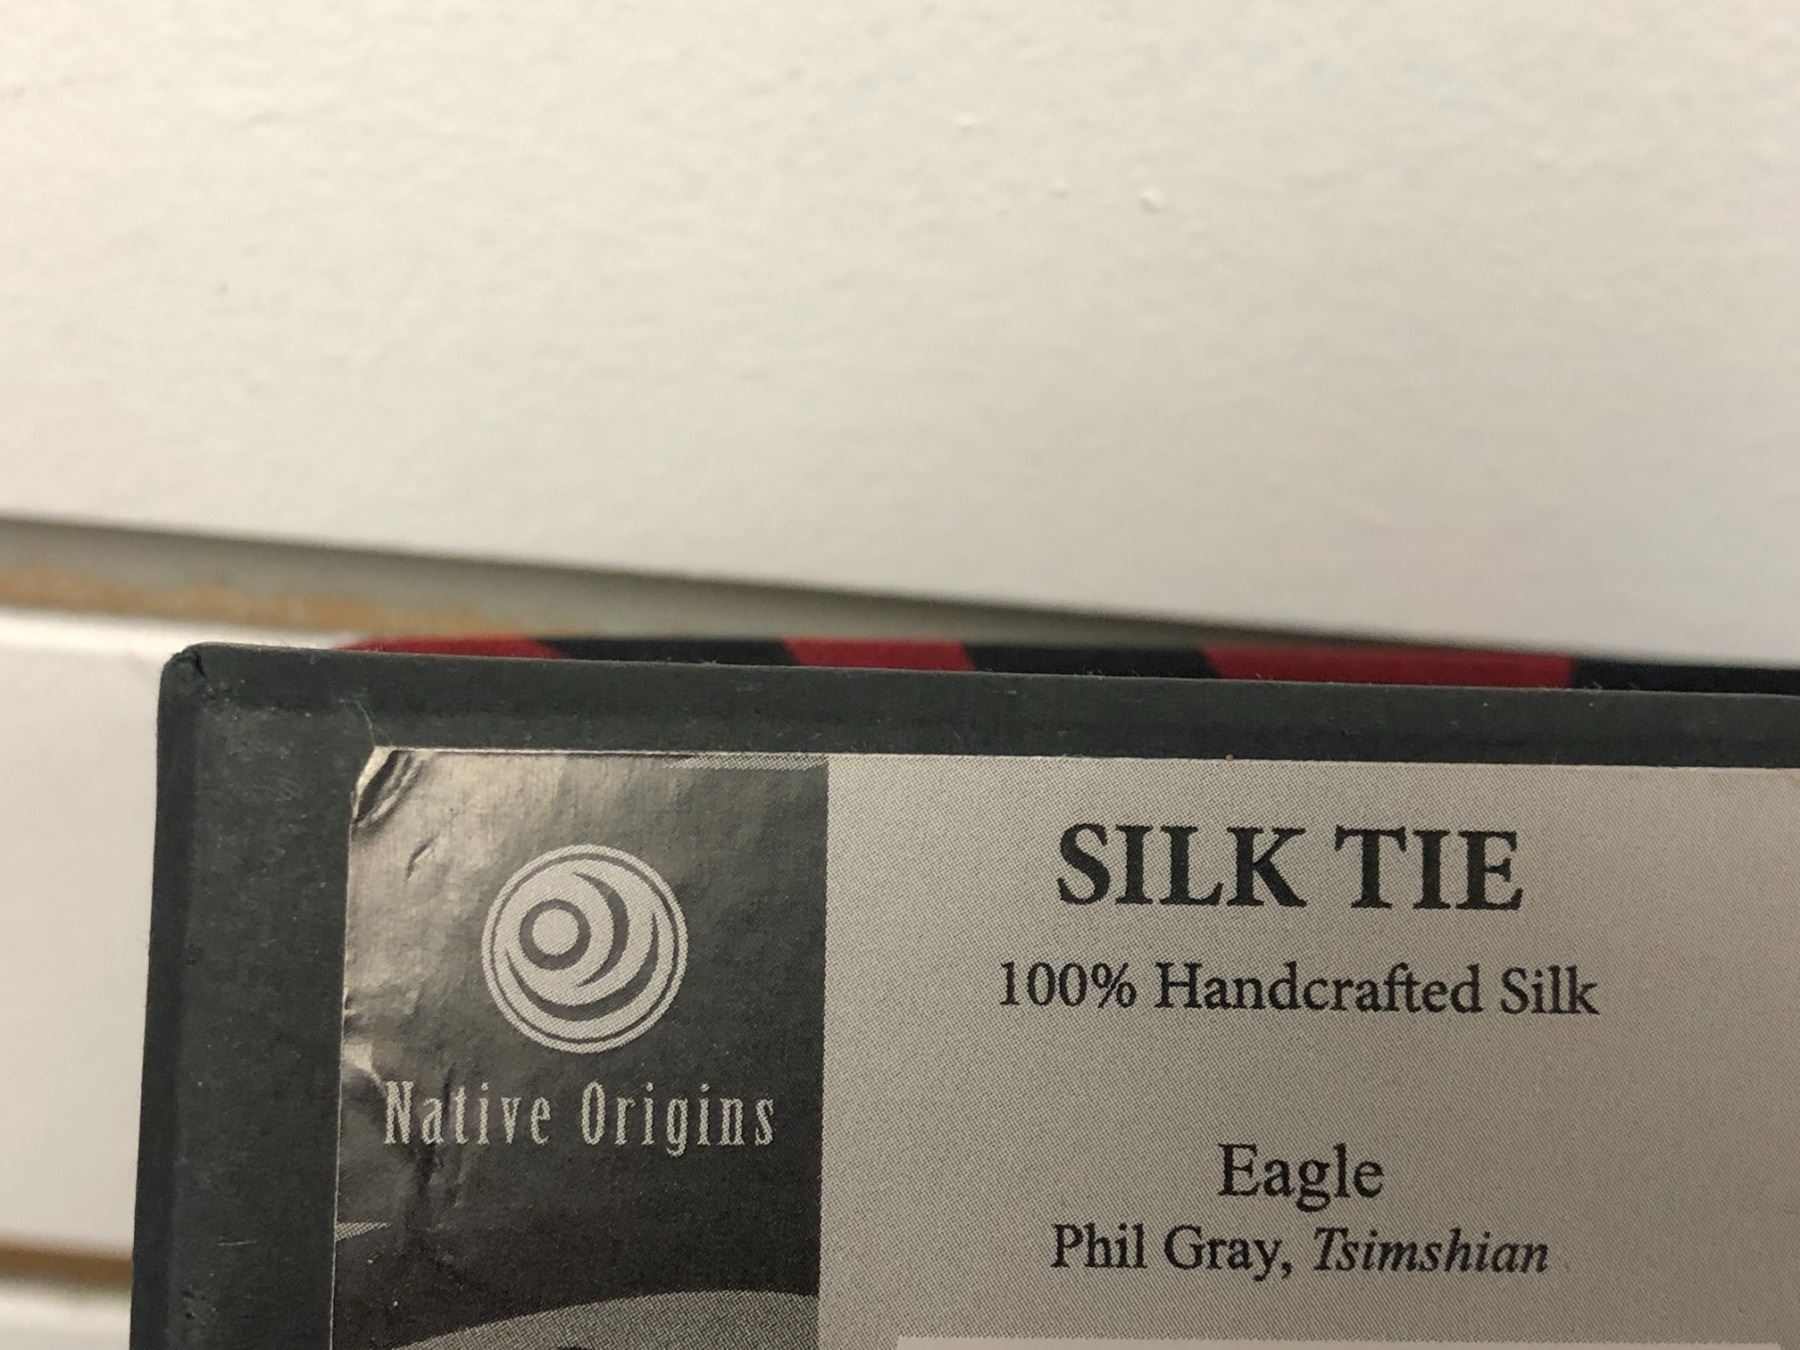 Native Origins
SILK TIE
100% Handcrafted Silk
Eagle
Phil Gray, Tsimshian